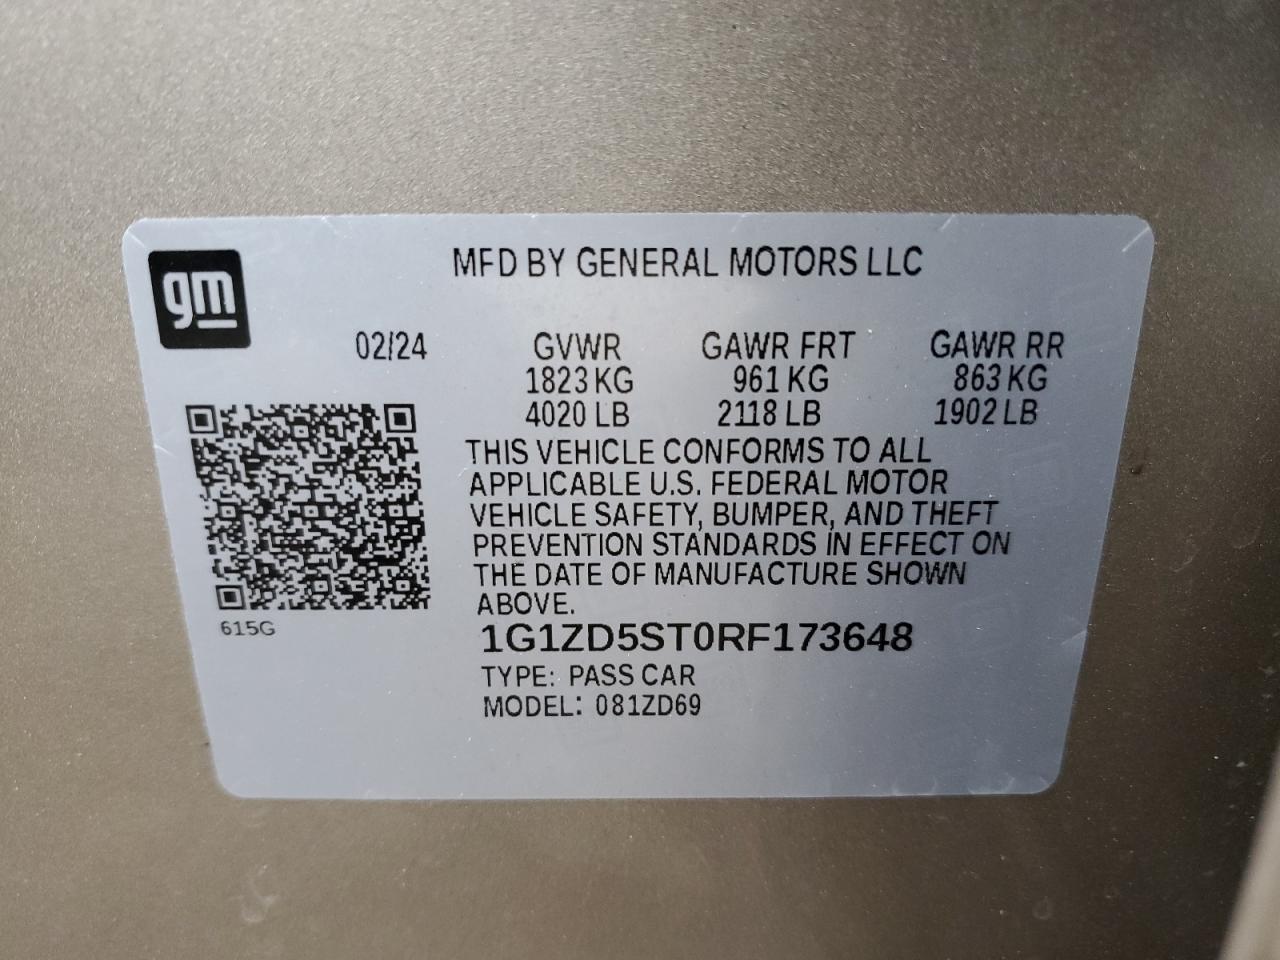 gm
MFD BY GENERAL MOTORS LLC
02/24 GVWR GAWR FRT GAWR RR
1823 KG 961 KG 863 KG
4020 LB 2118 LB 1902 LB
THIS VEHICLE CONFORMS TO ALL
APPLICABLE U.S. FEDERAL MOTOR
VEHICLE SAFETY, BUMPER, AND THEFT
PREVENTION STANDARDS IN EFFECT ON
THE DATE OF MANUFACTURE SHOWN
ABOVE.
615G
1G1ZD5ST0RF173648
TYPE: PASS CAR
MODEL: 081ZD69